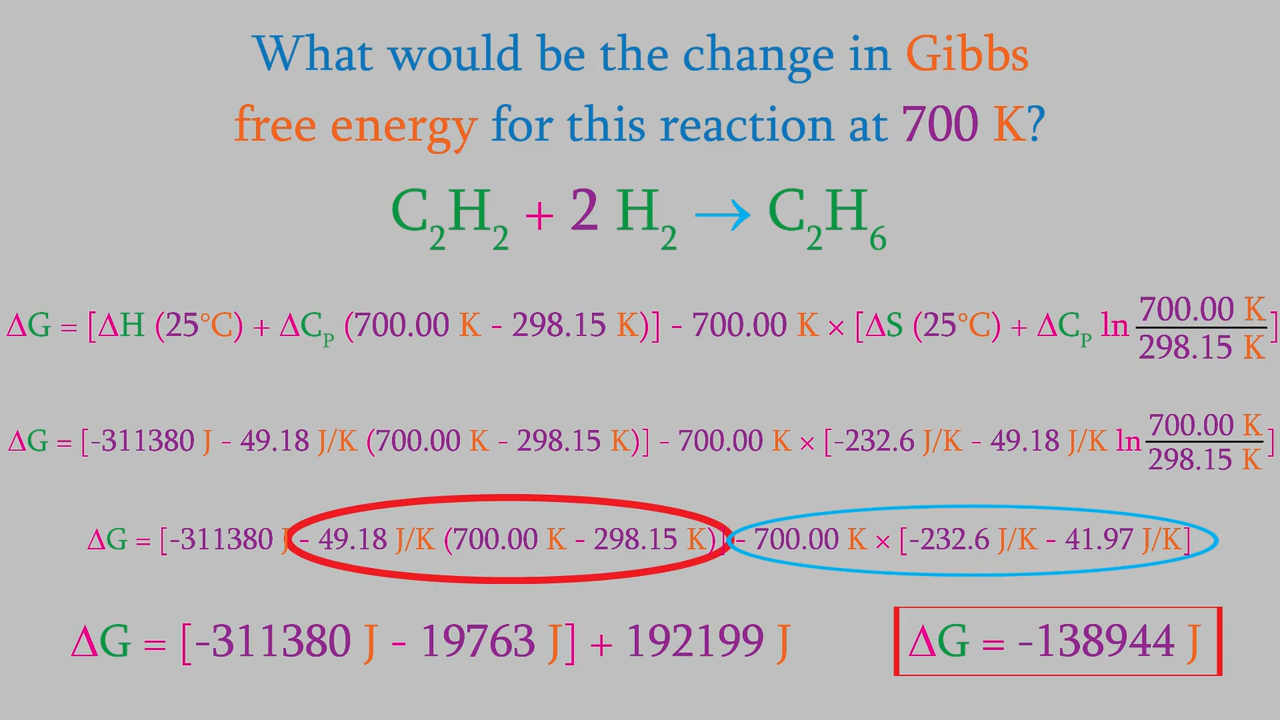 What would be the change in Gibbs
free energy for this reaction at 700 K?
C₂H₂ + 2 H₂ → C₂H₆
ΔG = [ΔH (25°C) + ΔCₚ (700.00 K - 298.15 K)] - 700.00 K × [ΔS (25°C) + ΔCₚ ln 700.00 K / 298.15 K]
ΔG = [-311380 J - 49.18 J/K (700.00 K - 298.15 K)] - 700.00 K × [-232.6 J/K - 49.18 J/K ln 700.00 K / 298.15 K]
ΔG = [-311380 J - 49.18 J/K (700.00 K - 298.15 K)] - 700.00 K × [-232.6 J/K - 41.97 J/K]
ΔG = [-311380 J - 19763 J] + 192199 J
ΔG = -138944 J